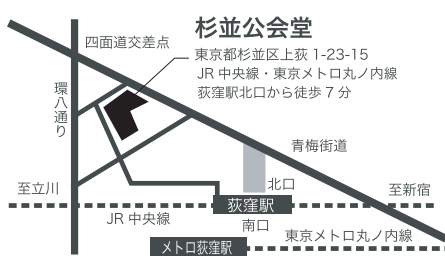 杉並公会堂
四面道交差点
東京都杉並区上荻 1-23-15
JR 中央線・東京メトロ丸ノ内線
荻窪駅北口から徒歩 7 分
環八通り
青梅街道
至立川
北口
至新宿
荻窪駅
JR 中央線
南口
東京メトロ丸ノ内線
メトロ荻窪駅